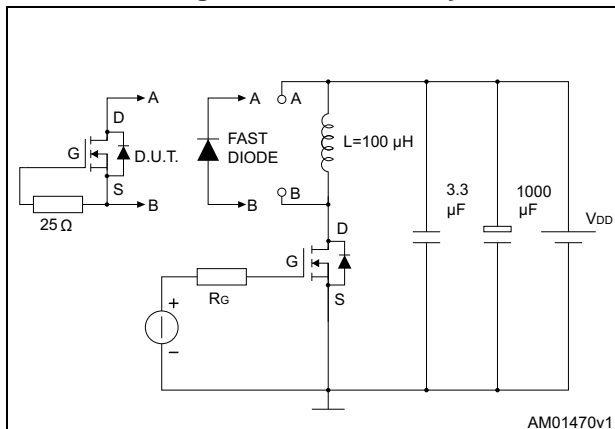 A
A
A
D
FAST
DIODE
L=100 µH
G
D.U.T.
S
B
B
B
25 Ω
3.3
µF
1000
µF
VDD
D
G
S
RG
+
−
AM01470v1